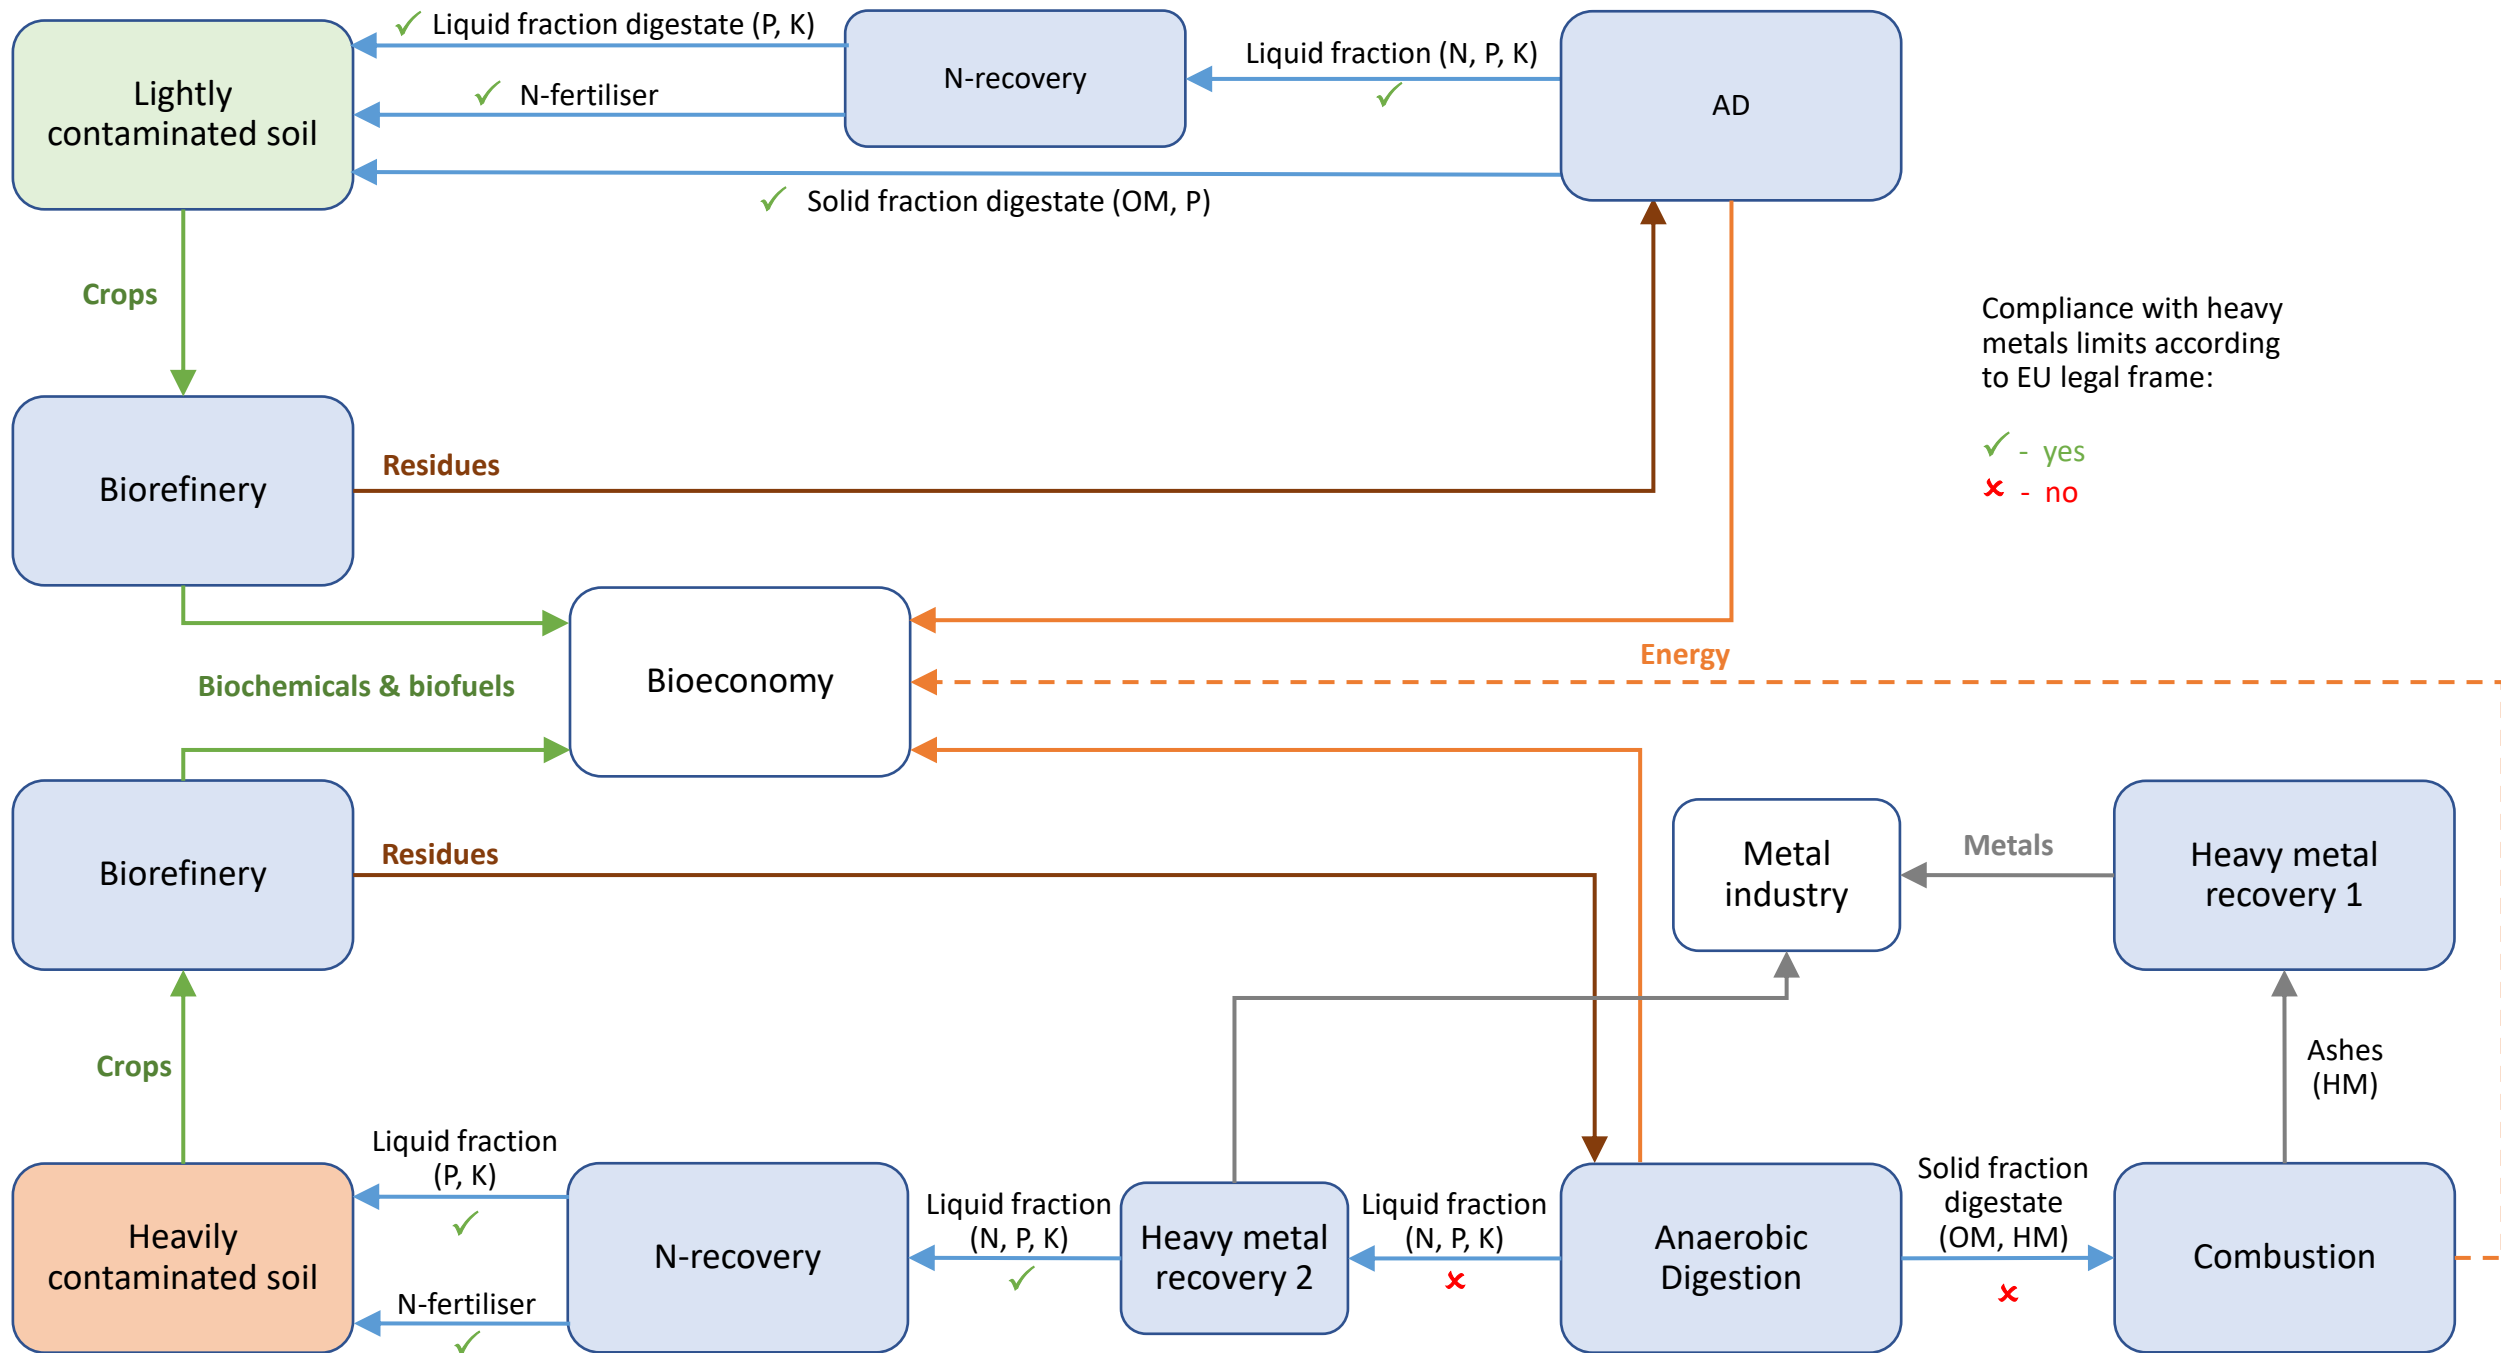 ✓ Liquid fraction digestate (P, K)
Lightly
contaminated soil
✓ N-fertiliser
N-recovery
Liquid fraction (N, P, K)
✓
AD
✓ Solid fraction digestate (OM, P)
Crops
Compliance with heavy
metals limits according
to EU legal frame:
✓ - yes
✘ - no
Biorefinery
Residues
Bioeconomy
Energy
Biochemicals & biofuels
Biorefinery
Residues
Metal
industry
Metals
Heavy metal
recovery 1
Crops
Ashes
(HM)
Heavily
contaminated soil
Liquid fraction
(P, K)
✓
N-fertiliser
✓
N-recovery
Liquid fraction
(N, P, K)
✓
Heavy metal
recovery 2
Liquid fraction
(N, P, K)
✘
Anaerobic
Digestion
Solid fraction
digestate
(OM, HM)
✘
Combustion